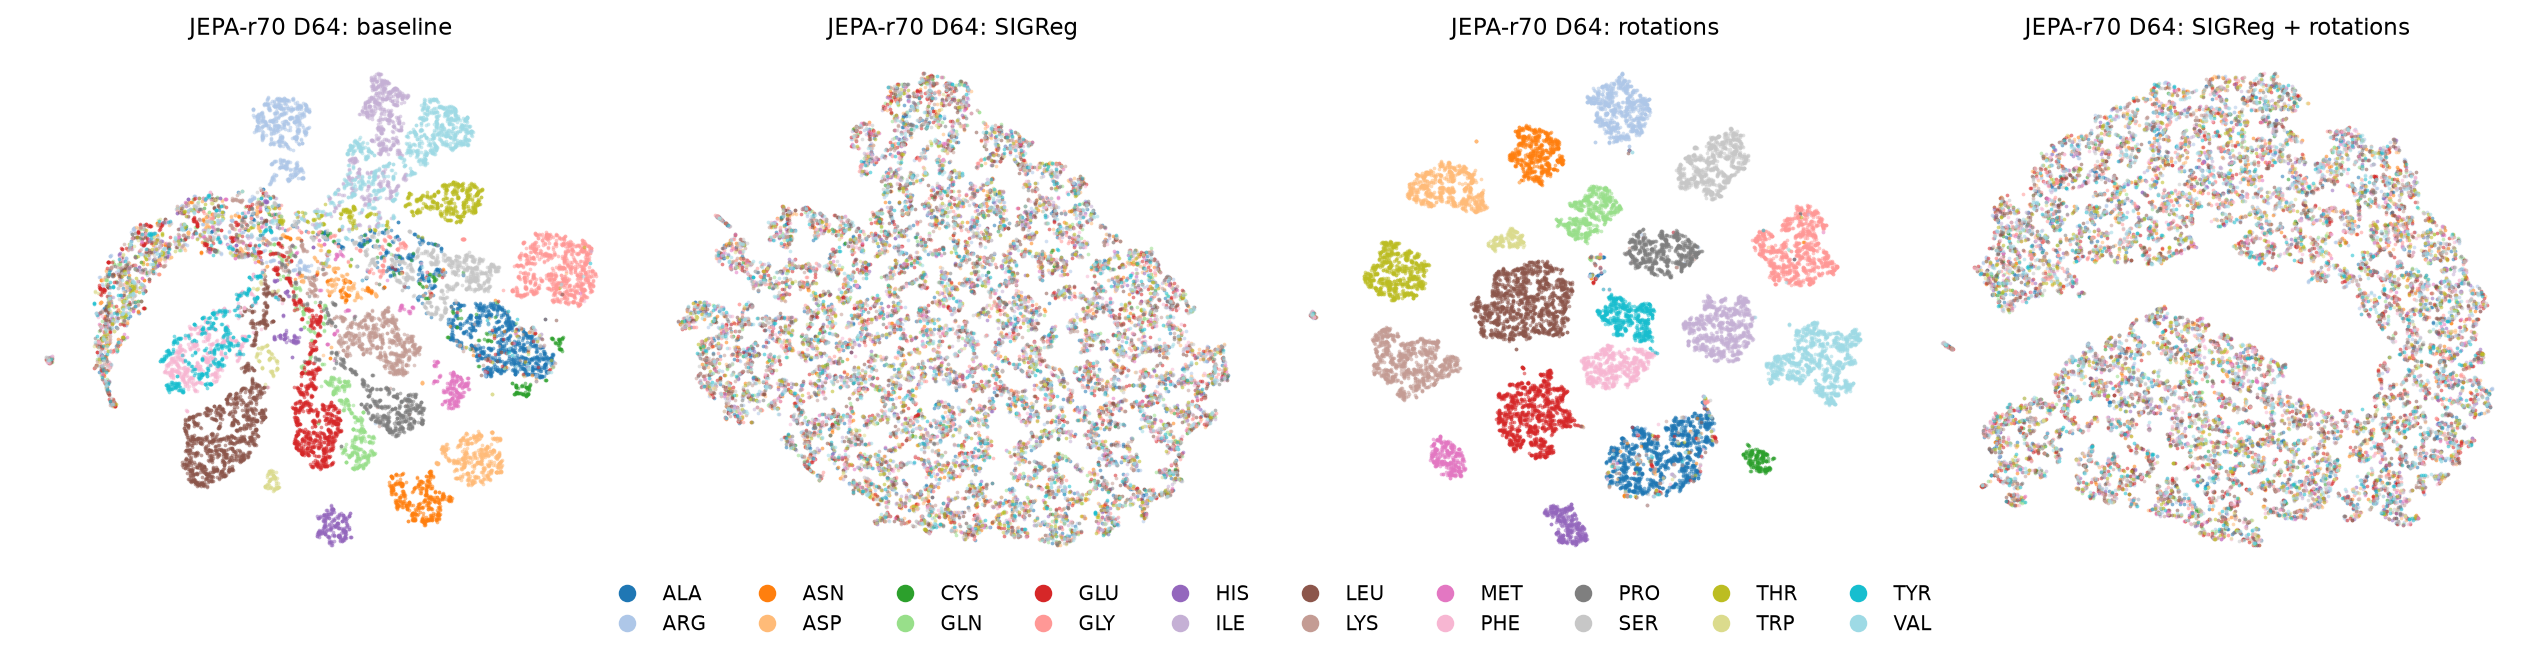 JEPA-r70 D64: baseline
JEPA-r70 D64: SIGReg
JEPA-r70 D64: rotations
JEPA-r70 D64: SIGReg + rotations
ALA ASN CYS GLU HIS LEU MET PRO THR TYR
ARG ASP GLN GLY ILE LYS PHE SER TRP VAL